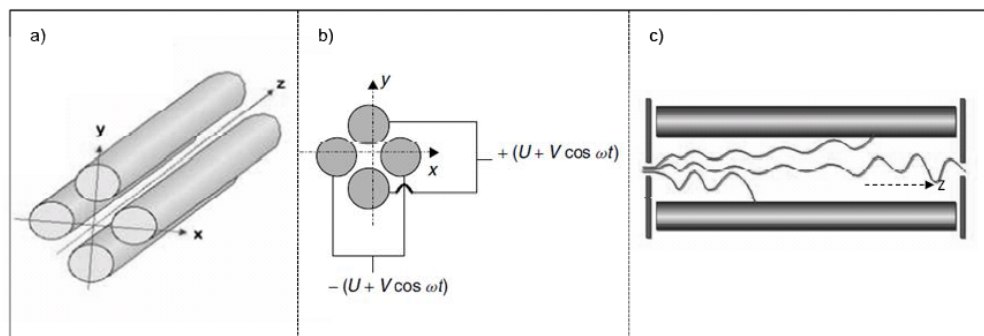 a)
z
y
x
b)
y
x
+ (U + V cos ωt)
− (U + V cos ωt)
c)
z